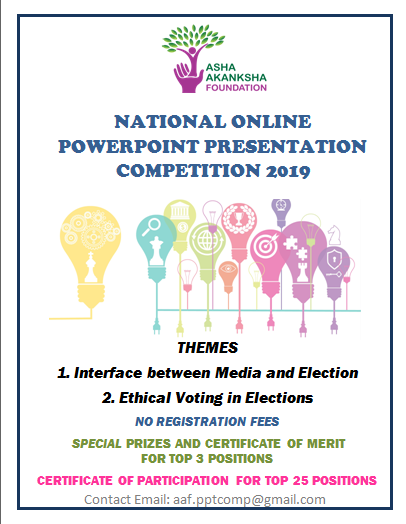 ASHA
AKANKSHA
FOUNDATION
NATIONAL ONLINE
POWERPOINT PRESENTATION
COMPETITION 2019
THEMES
1. Interface between Media and Election
2. Ethical Voting in Elections
NO REGISTRATION FEES
SPECIAL PRIZES AND CERTIFICATE OF MERIT
FOR TOP 3 POSITIONS
CERTIFICATE OF PARTICIPATION FOR TOP 25 POSITIONS
Contact Email: aaf.pptcomp@gmail.com